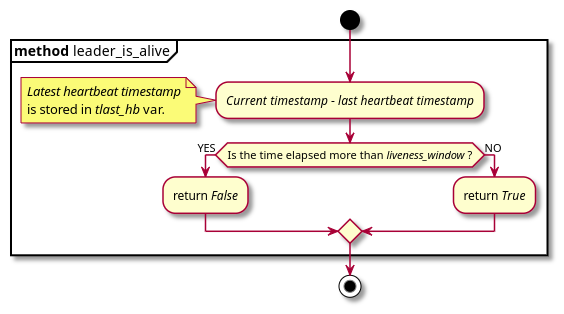 method leader_is_alive
Latest heartbeat timestamp
is stored in tlast_hb var.
Current timestamp - last heartbeat timestamp
Is the time elapsed more than liveness_window ?
YES
NO
return False
return True